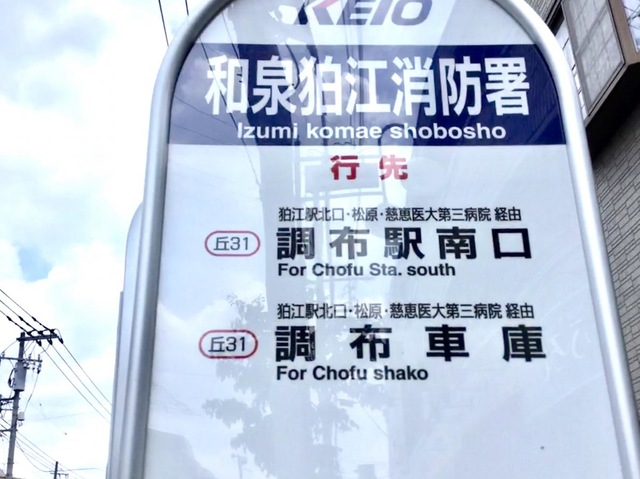 KEIO
和泉狛江消防署
Izumi komae shobosho
行先
狛江駅北口・松原・慈恵医大第三病院 経由
丘31 調布駅南口
For Chofu Sta. south
狛江駅北口・松原・慈恵医大第三病院 経由
丘31 調布車庫
For Chofu shako